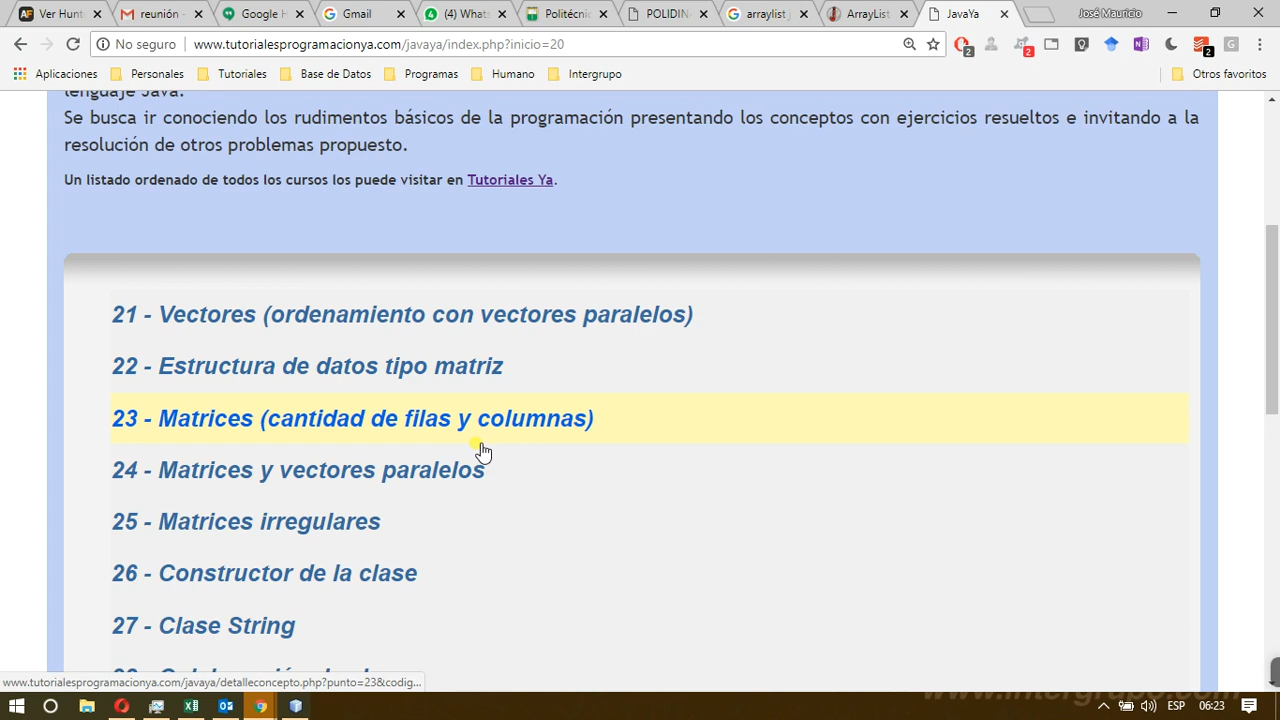 Ver Hunt
reunión -
Google H
Gmail
(4) Whats
Politécni
POLIDINA
arraylist j
ArrayList
JavaYa
José Mauricio
No seguro
www.tutorialesprogramacionya.com/javaya/index.php?inicio=20
2
2
2
Aplicaciones
Personales
Tutoriales
Base de Datos
Programas
Humano
Intergrupo
Otros favoritos
lenguaje Java.
Se busca ir conociendo los rudimentos básicos de la programación presentando los conceptos con ejercicios resueltos e invitando a la
resolución de otros problemas propuesto.
Un listado ordenado de todos los cursos los puede visitar en Tutoriales Ya.
21 - Vectores (ordenamiento con vectores paralelos)
22 - Estructura de datos tipo matriz
23 - Matrices (cantidad de filas y columnas)
24 - Matrices y vectores paralelos
25 - Matrices irregulares
26 - Constructor de la clase
27 - Clase String
www.tutorialesprogramacionya.com/javaya/detalleconcepto.php?punto=23&codig...
www.intergrupo.com
ESP
06:23